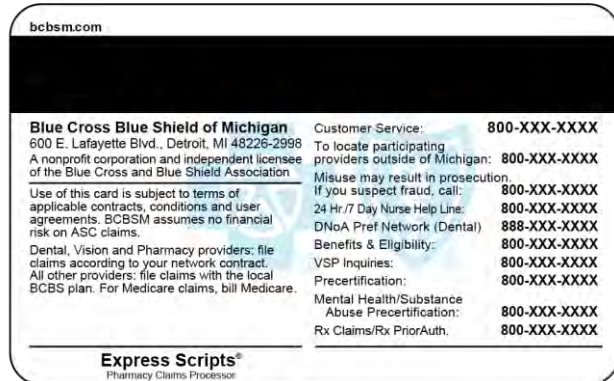 bcbsm.com
Blue Cross Blue Shield of Michigan
600 E. Lafayette Blvd., Detroit, MI 48226-2998
A nonprofit corporation and independent licensee
of the Blue Cross and Blue Shield Association
Use of this card is subject to terms of
applicable contracts, conditions and user
agreements. BCBSM assumes no financial
risk on ASC claims.
Dental, Vision and Pharmacy providers: file
claims according to your network contract.
All other providers: file claims with the local
BCBS plan. For Medicare claims, bill Medicare.
Express Scripts®
Pharmacy Claims Processor
Customer Service: 800-XXX-XXXX
To locate participating
providers outside of Michigan: 800-XXX-XXXX
Misuse may result in prosecution.
If you suspect fraud, call: 800-XXX-XXXX
24 Hr./7 Day Nurse Help Line: 800-XXX-XXXX
DNoA Pref Network (Dental) 888-XXX-XXXX
Benefits & Eligibility: 800-XXX-XXXX
VSP Inquiries: 800-XXX-XXXX
Precertification: 800-XXX-XXXX
Mental Health/Substance
Abuse Precertification: 800-XXX-XXXX
Rx Claims/Rx PriorAuth. 800-XXX-XXXX